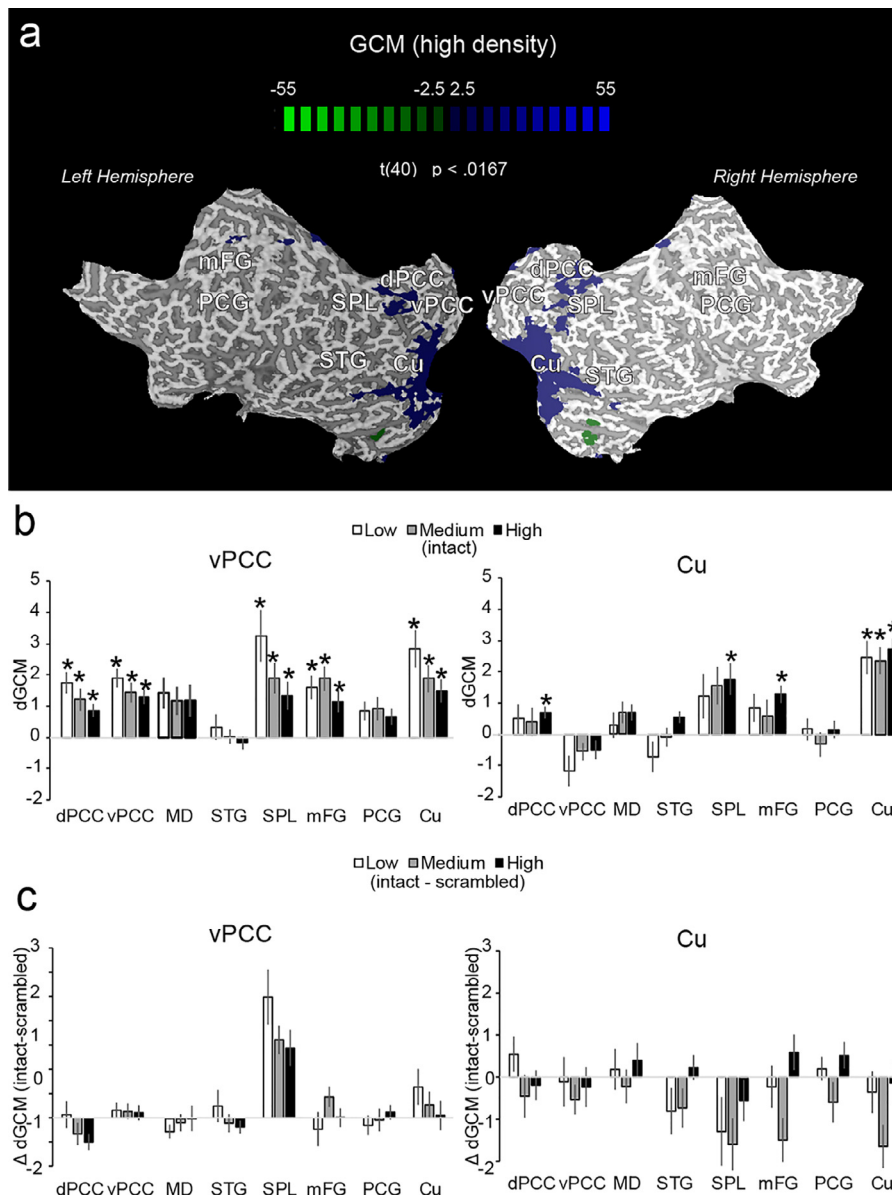 a
GCM (high density)
-55 -2.5 2.5 55
t(40) p < .0167
Left Hemisphere
Right Hemisphere
mFG
PCG
SPL
dPCC
vPCC
STG
Cu
vPCC
dPCC
SPL
Cu
STG
mFG
PCG
b
Low Medium High
(intact)
vPCC
Cu
dGCM
5
4
3
2
1
0
-1
-2
* * * * * * * * * * * * * * *
dPCC vPCC MD STG SPL mFG PCG Cu
dGCM
5
4
3
2
1
0
-1
-2
* * * * * *
dPCC vPCC MD STG SPL mFG PCG Cu
Low Medium High
(intact - scrambled)
c
vPCC
Cu
Δ dGCM (intact-scrambled)
3
2
1
0
-1
-2
dPCC vPCC MD STG SPL mFG PCG Cu
Δ dGCM (intact-scrambled)
3
2
1
0
-1
-2
dPCC vPCC MD STG SPL mFG PCG Cu